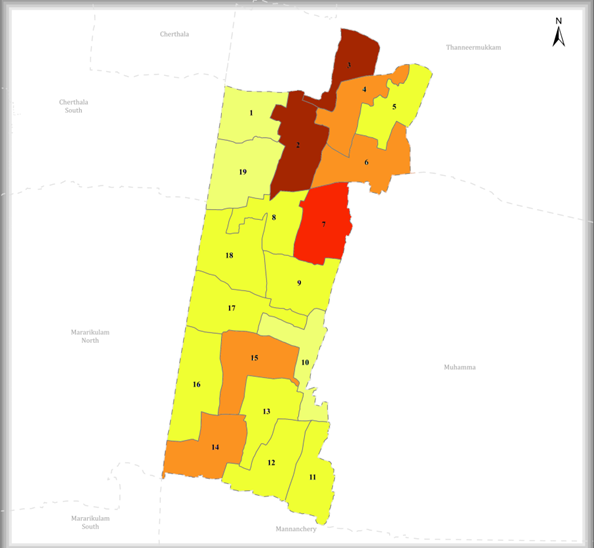 N
Cherthala
Thanneermukkam
3
4
Cherthala
South
1
5
2
6
19
8
7
18
9
17
Mararikulam
North
15
10
Muhamma
16
13
14
12
11
Mararikulam
South
Mannanchery